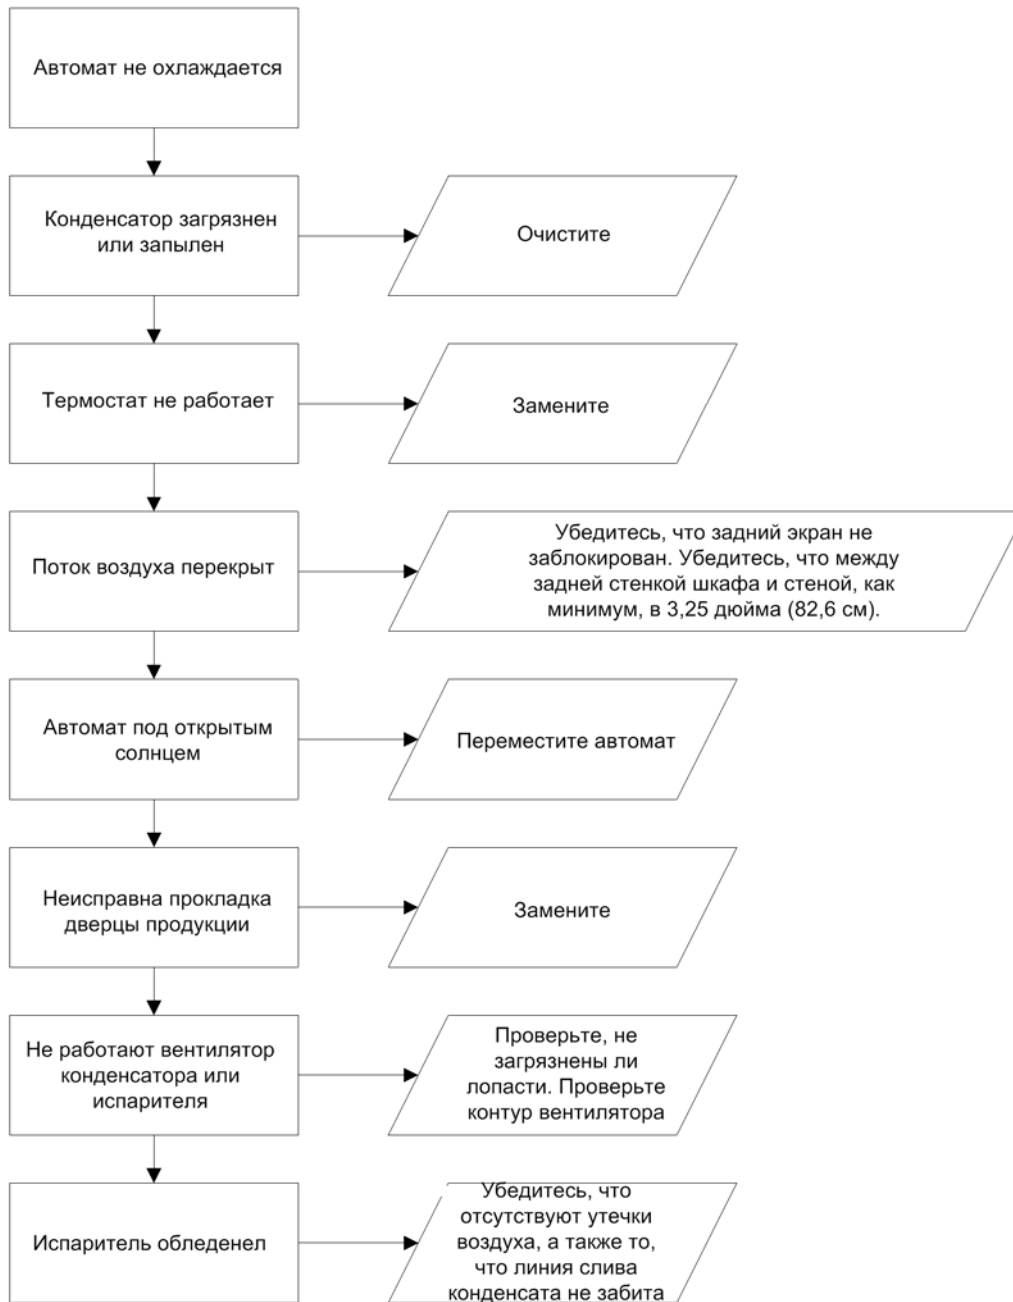 Автомат не охлаждается
Конденсатор загрязнен
или запылен
Очистите
Термостат не работает
Замените
Поток воздуха перекрыт
Убедитесь, что задний экран не
заблокирован. Убедитесь, что между
задней стенкой шкафа и стеной, как
минимум, в 3,25 дюйма (82,6 см).
Автомат под открытым
солнцем
Переместите автомат
Неисправна прокладка
дверцы продукции
Замените
Не работают вентилятор
конденсатора или
испарителя
Проверьте, не
загрязнены ли
лопасти. Проверьте
контур вентилятора
Испаритель обледенел
Убедитесь, что
отсутствуют утечки
воздуха, а также то,
что линия слива
конденсата не забита